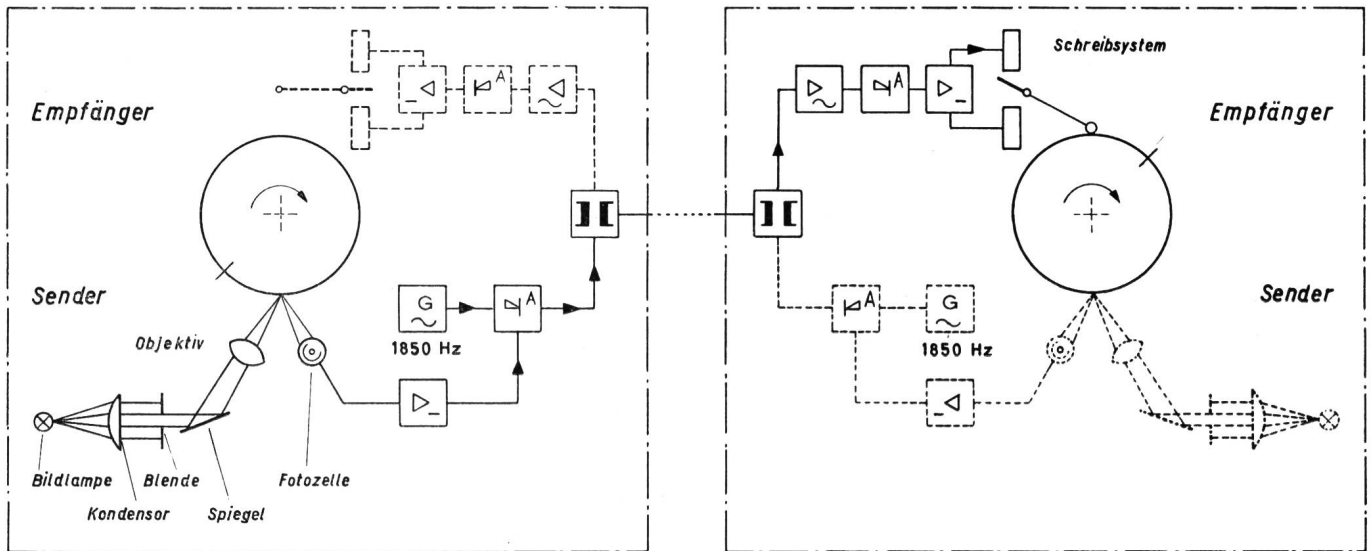 Empfänger
A
Sender
G
A
1850 Hz
Objektiv
Bildlampe
Blende
Fotozelle
Kondensor
Spiegel
Schreibsystem
A
Empfänger
A
G
1850 Hz
Sender